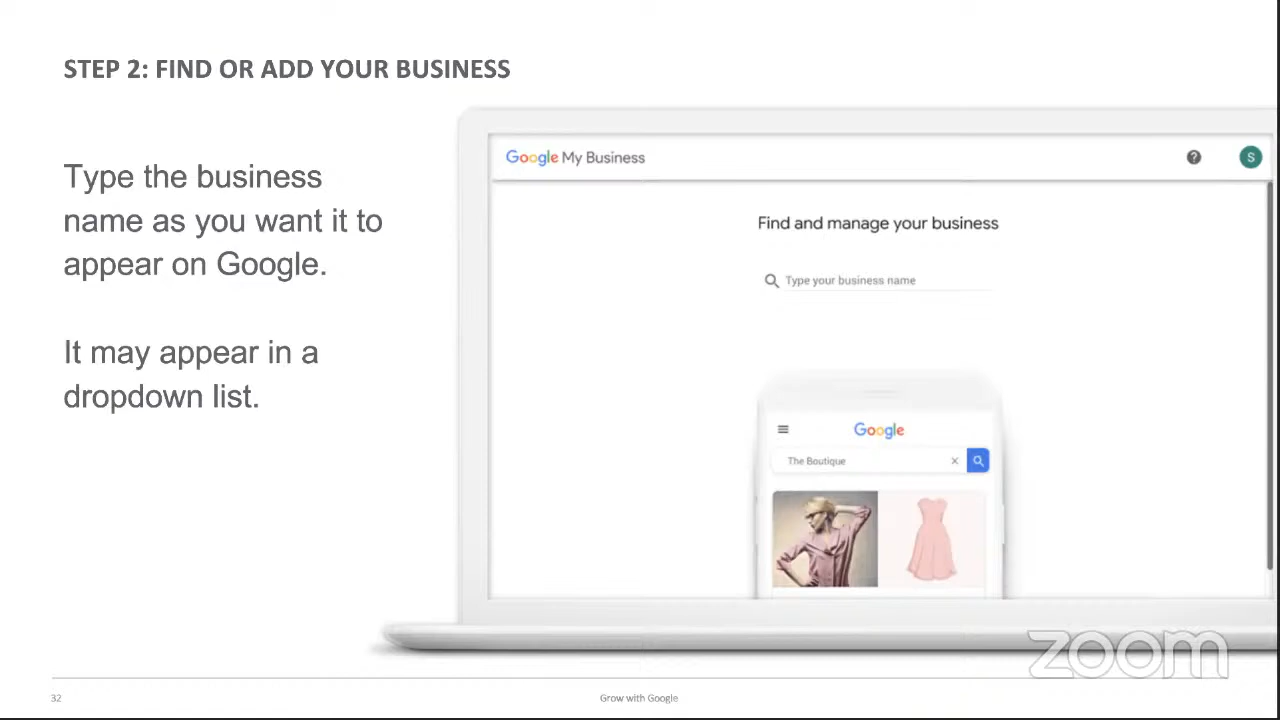 STEP 2: FIND OR ADD YOUR BUSINESS
Type the business
name as you want it to
appear on Google.
It may appear in a
dropdown list.
Google My Business
?
S
Find and manage your business
Type your business name
Google
The Boutique
zoom
32
Grow with Google